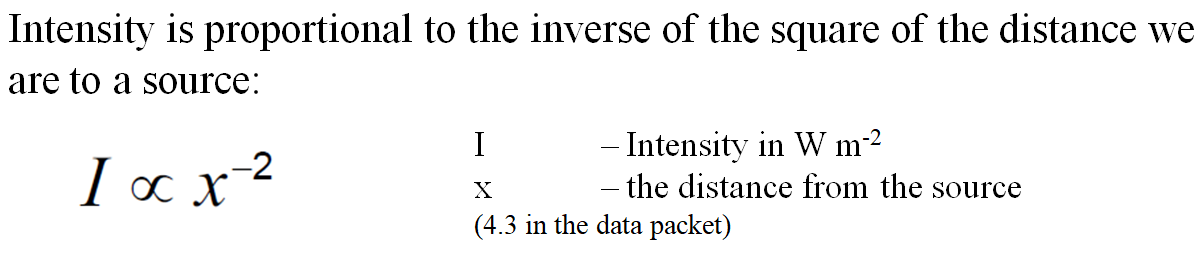 Intensity is proportional to the inverse of the square of the distance we
are to a source:
I ∝ x⁻²
I – Intensity in W m⁻²
x – the distance from the source
(4.3 in the data packet)